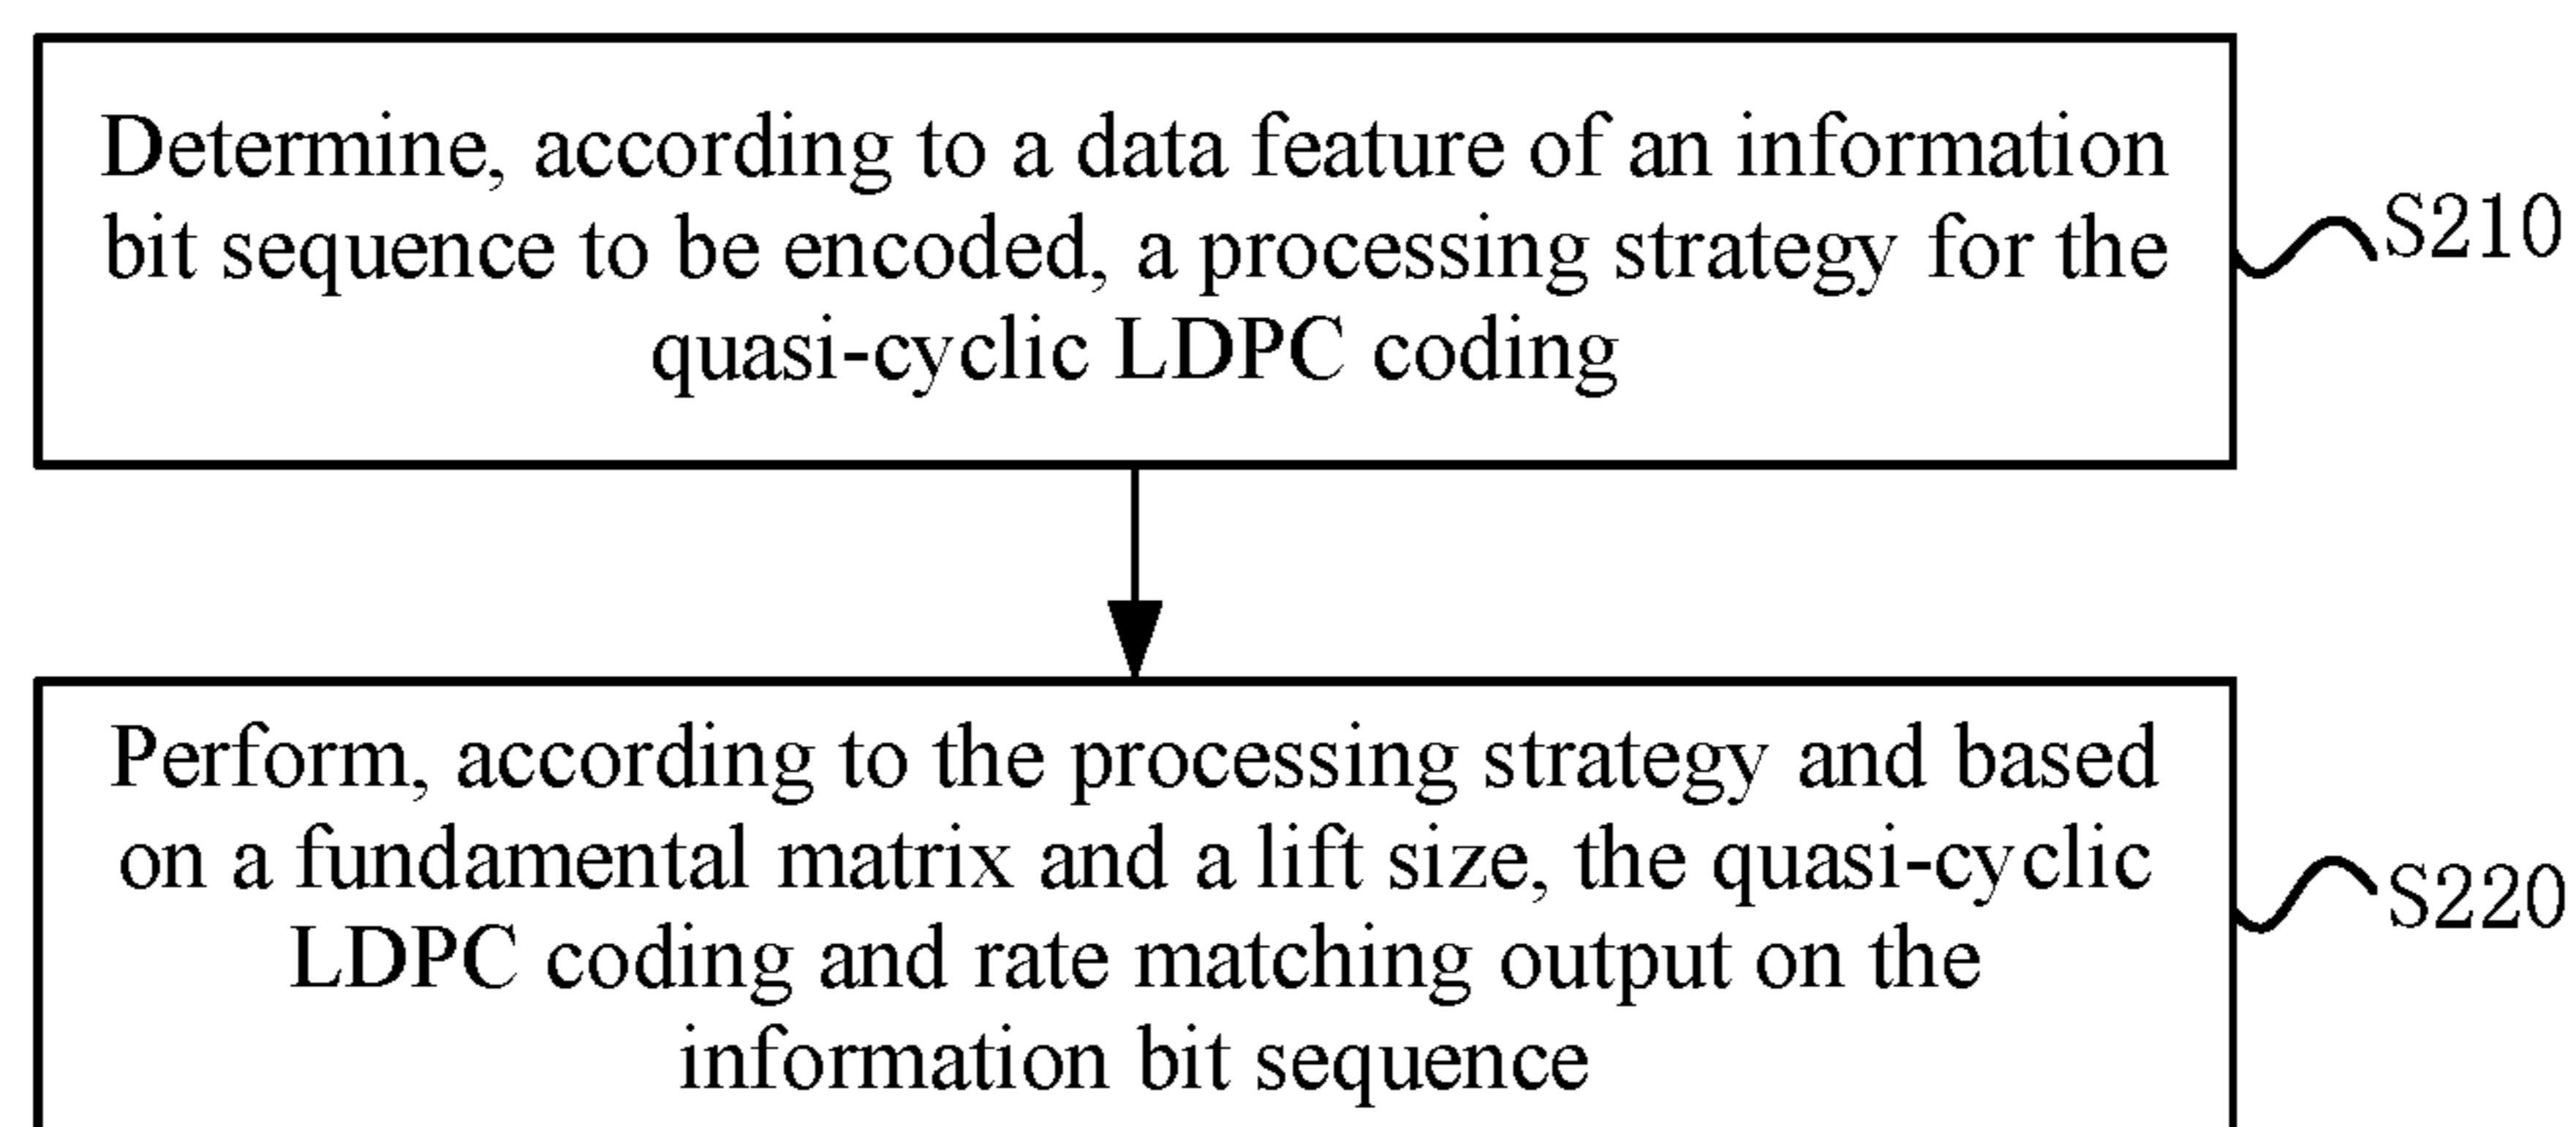 Determine, according to a data feature of an information
bit sequence to be encoded, a processing strategy for the
quasi-cyclic LDPC coding
S210
Perform, according to the processing strategy and based
on a fundamental matrix and a lift size, the quasi-cyclic
LDPC coding and rate matching output on the
information bit sequence
S220